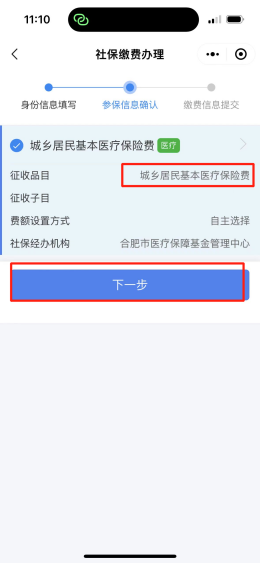 11:10
社保缴费办理
身份信息填写 参保信息确认 缴费信息提交
城乡居民基本医疗保险费 医疗
征收品目 城乡居民基本医疗保险费
征收子目
费额设置方式 自主选择
社保经办机构 合肥市医疗保障基金管理中心
下一步